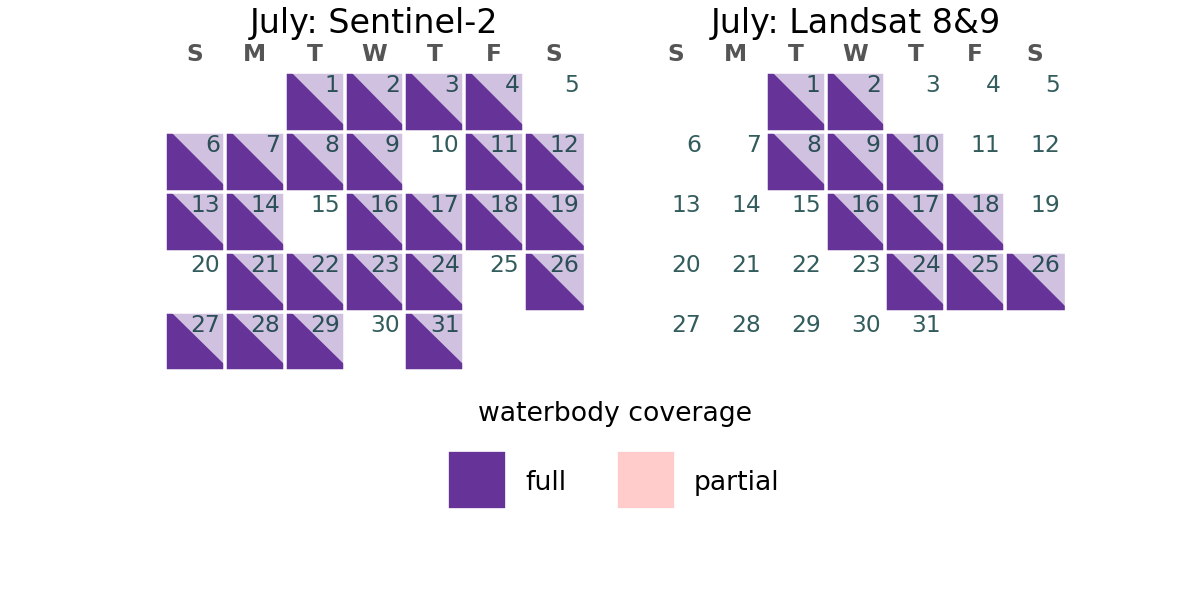 July: Sentinel-2
S M T W T F S
1 2 3 4 5
6 7 8 9 10 11 12
13 14 15 16 17 18 19
20 21 22 23 24 25 26
27 28 29 30 31
July: Landsat 8&9
S M T W T F S
1 2 3 4 5
6 7 8 9 10 11 12
13 14 15 16 17 18 19
20 21 22 23 24 25 26
27 28 29 30 31
waterbody coverage
full partial